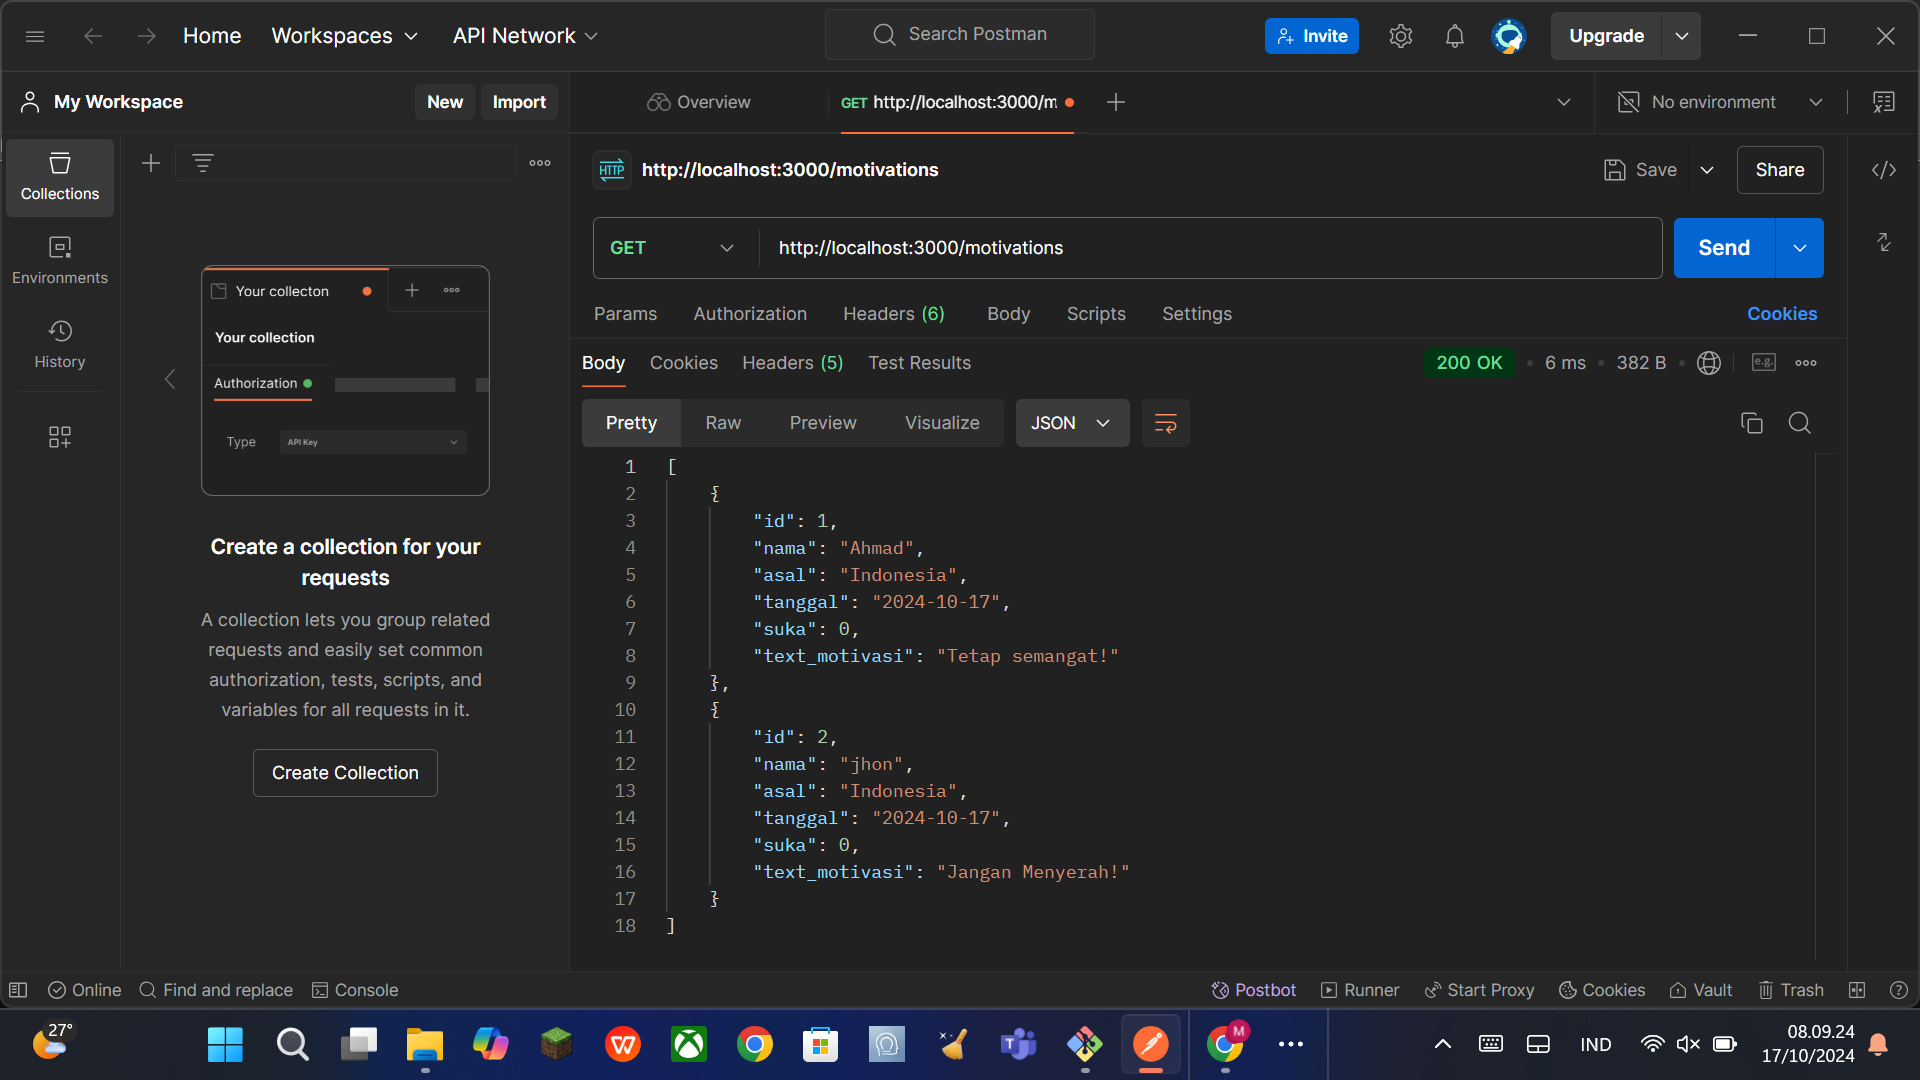 Home Workspaces API Network Search Postman Invite Upgrade
My Workspace New Import Overview GET http://localhost:3000/m No environment
Collections
Environments
History
Your collecton
Your collection
Authorization
Type API Key
Create a collection for your
requests
A collection lets you group related
requests and easily set common
authorization, tests, scripts, and
variables for all requests in it.
Create Collection
HTTP http://localhost:3000/motivations Save Share
GET http://localhost:3000/motivations Send
Params Authorization Headers (6) Body Scripts Settings Cookies
Body Cookies Headers (5) Test Results 200 OK • 6 ms • 382 B • e.g.
Pretty Raw Preview Visualize JSON
1 [
2 {
3 "id": 1,
4 "nama": "Ahmad",
5 "asal": "Indonesia",
6 "tanggal": "2024-10-17",
7 "suka": 0,
8 "text_motivasi": "Tetap semangat!"
9 },
10 {
11 "id": 2,
12 "nama": "jhon",
13 "asal": "Indonesia",
14 "tanggal": "2024-10-17",
15 "suka": 0,
16 "text_motivasi": "Jangan Menyerah!"
17 }
18 ]
Online Find and replace Console Postbot Runner Start Proxy Cookies Vault Trash
27° M IND 08.09.24
17/10/2024